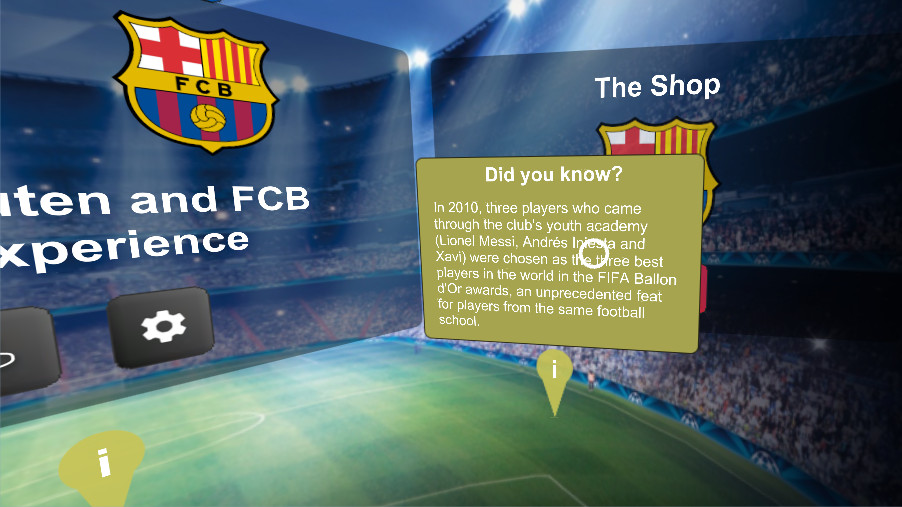 FCB
uten and FCB
xperience
i
The Shop
Did you know?
In 2010, three players who came
through the club's youth academy
(Lionel Messi, Andrés Iniesta and
Xavi) were chosen as the three best
players in the world in the FIFA Ballon
d'Or awards, an unprecedented feat
for players from the same football
school.
i